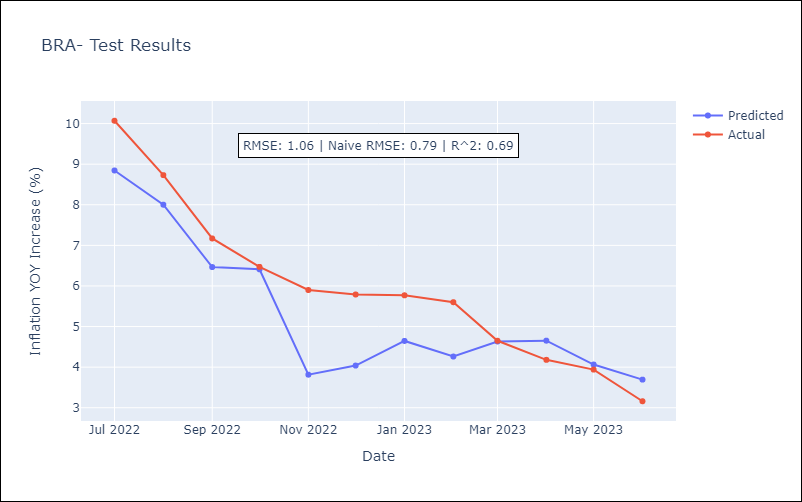 BRA- Test Results
Predicted
Actual
RMSE: 1.06 | Naive RMSE: 0.79 | R^2: 0.69
Inflation YOY Increase (%)
10
9
8
7
6
5
4
3
Jul 2022
Sep 2022
Nov 2022
Jan 2023
Mar 2023
May 2023
Date